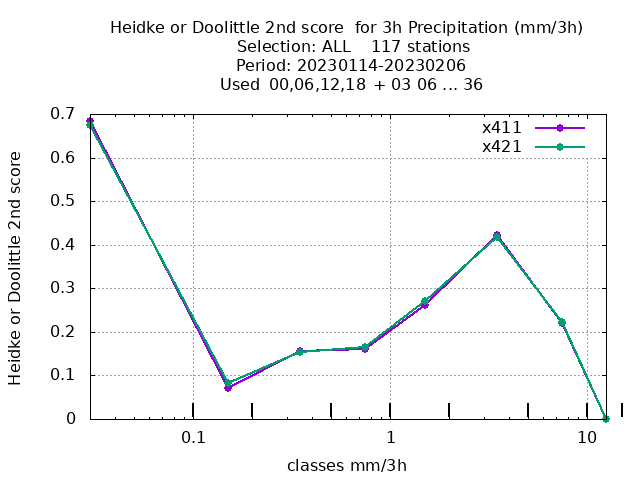 Heidke or Doolittle 2nd score  for 3h Precipitation (mm/3h)
Selection: ALL    117 stations
Period: 20230114-20230206
Used  00,06,12,18 + 03 06 ... 36
x411
x421
0.7
0.6
0.5
0.4
0.3
0.2
0.1
0
Heidke or Doolittle 2nd score
0.1 1 10
classes mm/3h